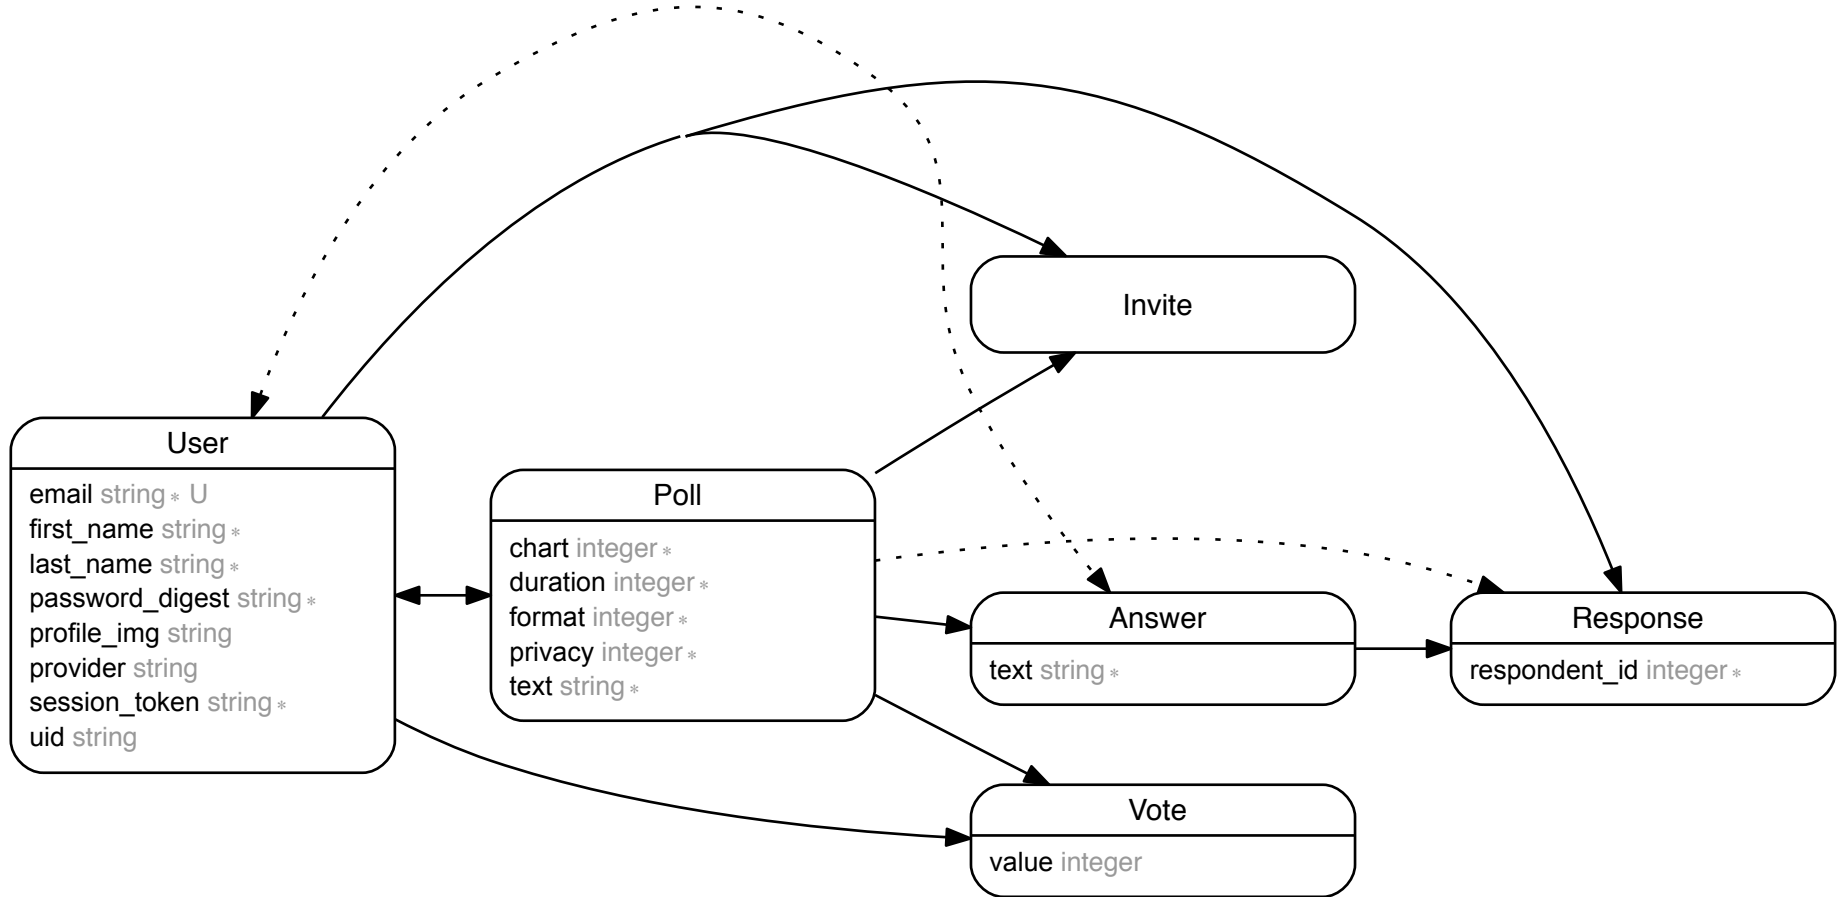 User
email string* U
first_name string*
last_name string*
password_digest string*
profile_img string
provider string
session_token string*
uid string
Poll
chart integer*
duration integer*
format integer*
privacy integer*
text string*
Invite
Answer
text string*
Response
respondent_id integer*
Vote
value integer